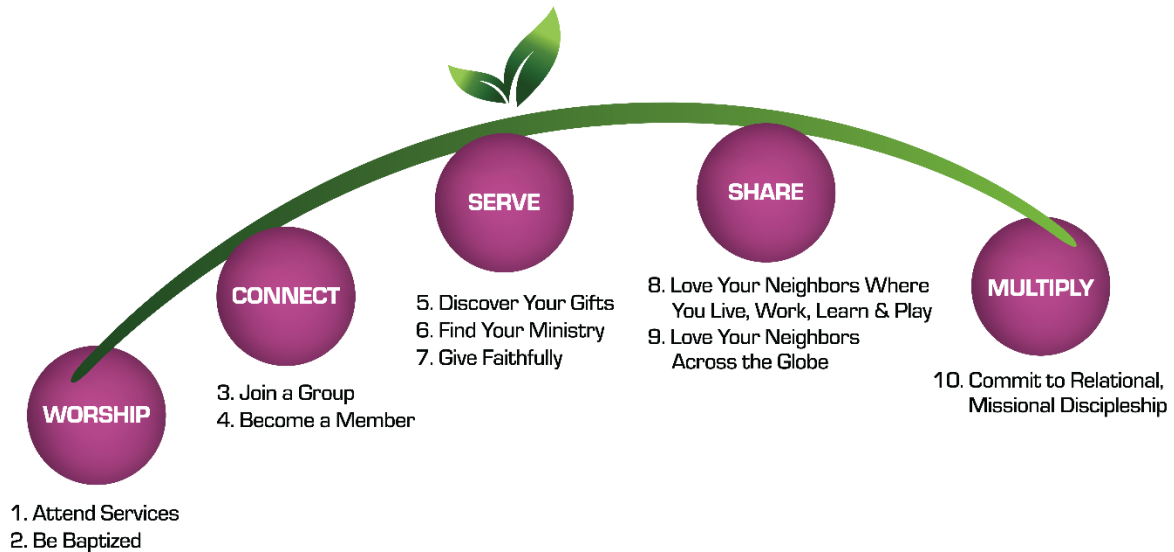 WORSHIP
1. Attend Services
2. Be Baptized
CONNECT
3. Join a Group
4. Become a Member
SERVE
5. Discover Your Gifts
6. Find Your Ministry
7. Give Faithfully
SHARE
8. Love Your Neighbors Where
You Live, Work, Learn & Play
9. Love Your Neighbors
Across the Globe
MULTIPLY
10. Commit to Relational,
Missional Discipleship